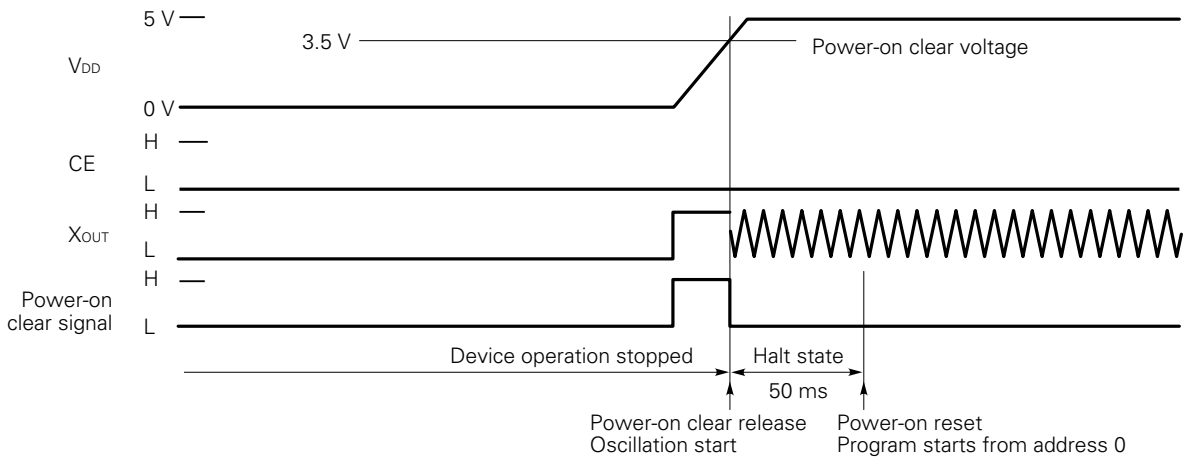 5 V
3.5 V
Power-on clear voltage
VDD
0 V
H
CE
L
H
XOUT
L
H
Power-on
clear signal
L
Device operation stopped
Halt state
50 ms
Power-on clear release
Oscillation start
Power-on reset
Program starts from address 0